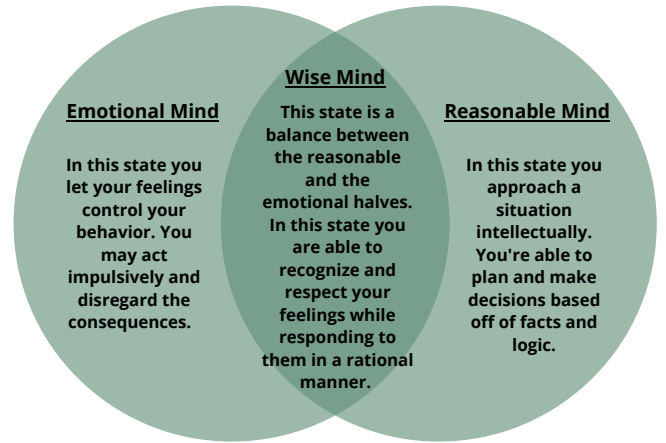 Emotional Mind
In this state you
let your feelings
control your
behavior. You
may act
impulsively and
disregard the
consequences.
Wise Mind
This state is a
balance between
the reasonable
and the
emotional halves.
In this state you
are able to
recognize and
respect your
feelings while
responding to
them in a rational
manner.
Reasonable Mind
In this state you
approach a
situation
intellectually.
You're able to
plan and make
decisions based
off of facts and
logic.